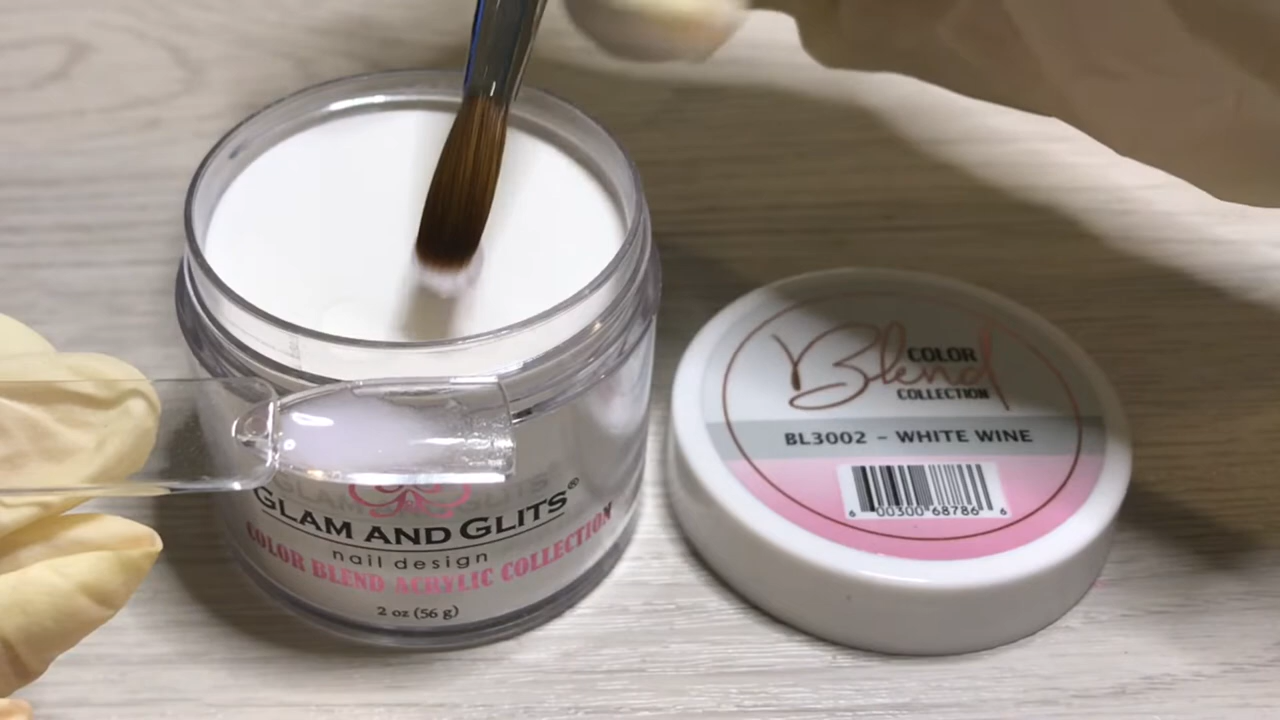 GLAM AND GLITS®
nail design
COLOR BLEND ACRYLIC COLLECTION
2 oz (56 g)
Blend
COLOR
COLLECTION
BL3002 - WHITE WINE
6 00300 68786 6